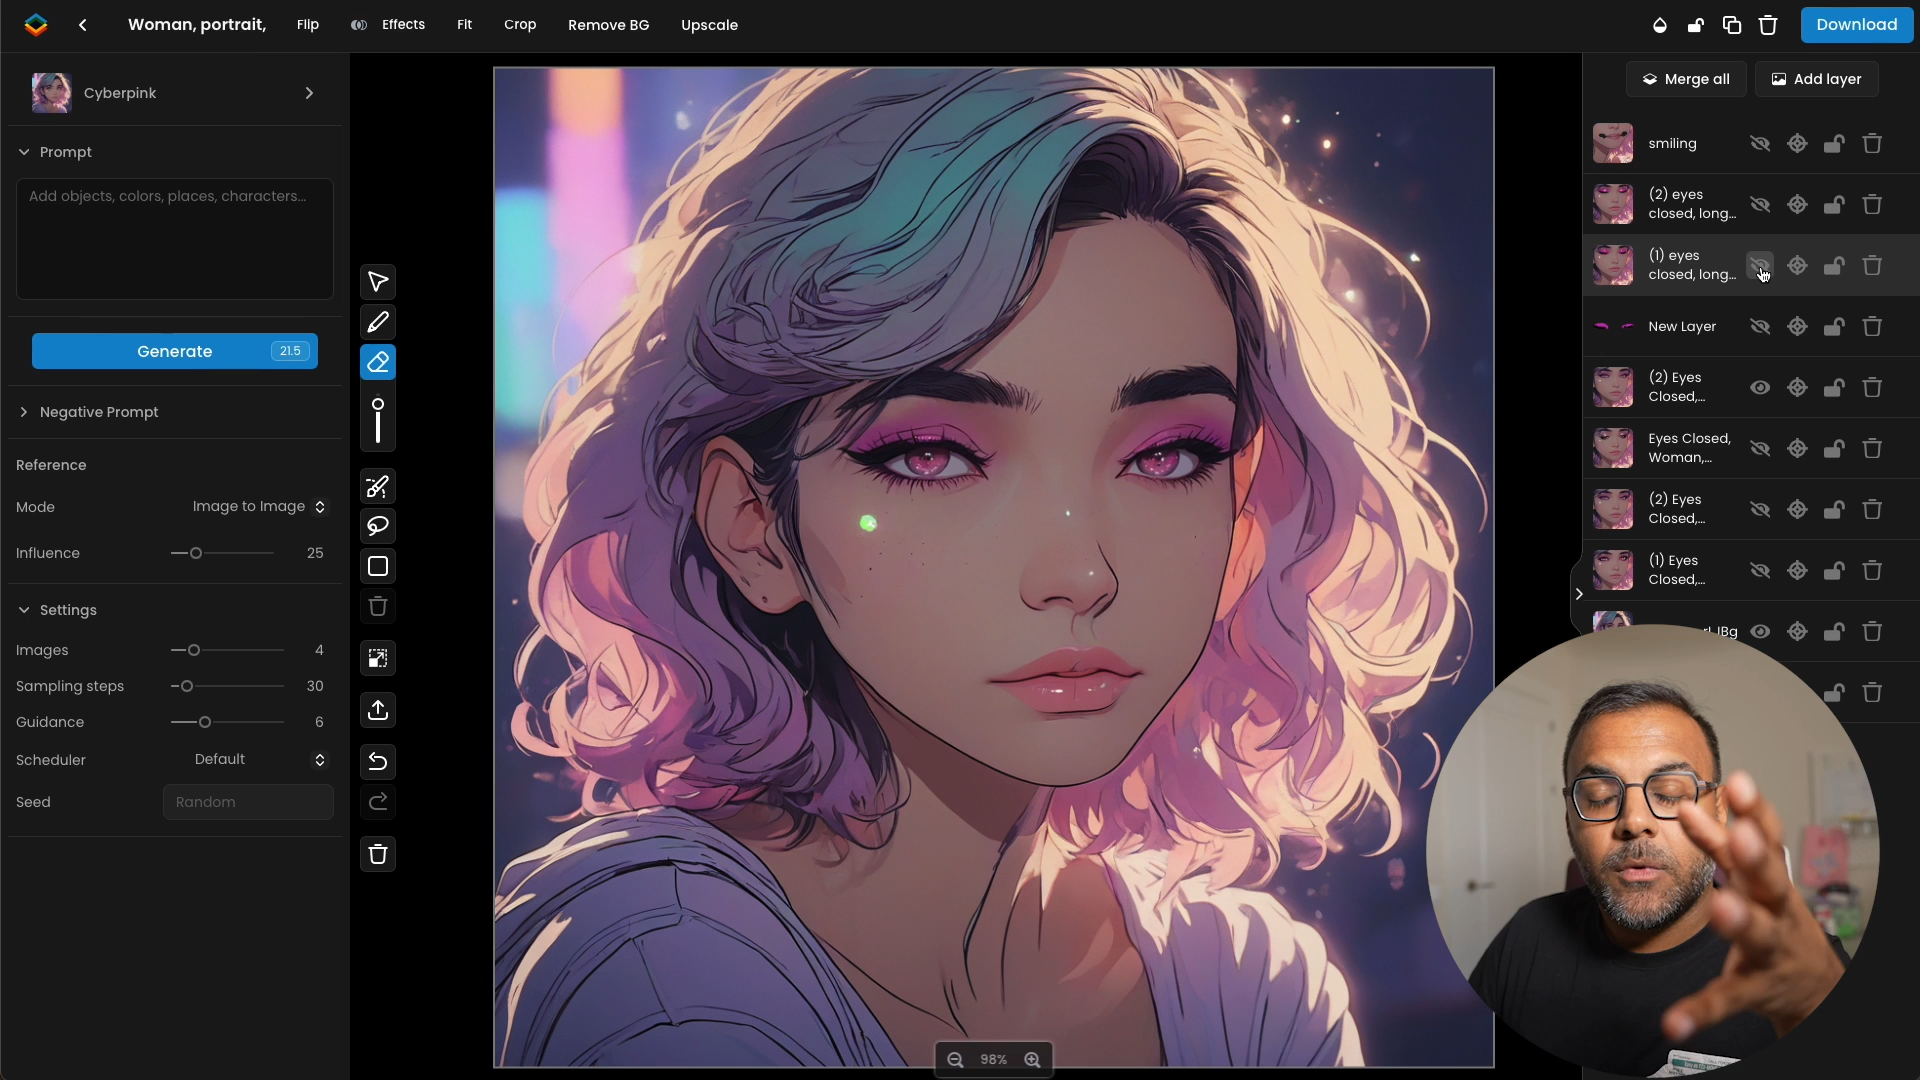 Woman, portrait,
Flip
Effects
Fit
Crop
Remove BG
Upscale
Download
Cyberpink
Prompt
Add objects, colors, places, characters...
Generate
21.5
Negative Prompt
Reference
Mode
Image to Image
Influence
25
Settings
Images
4
Sampling steps
30
Guidance
6
Scheduler
Default
Seed
Random
98%
Merge all
Add layer
smiling
(2) eyes
closed, long...
(1) eyes
closed, long...
New Layer
(2) Eyes
Closed,...
Eyes Closed,
Woman,...
(2) Eyes
Closed,...
(1) Eyes
Closed,...